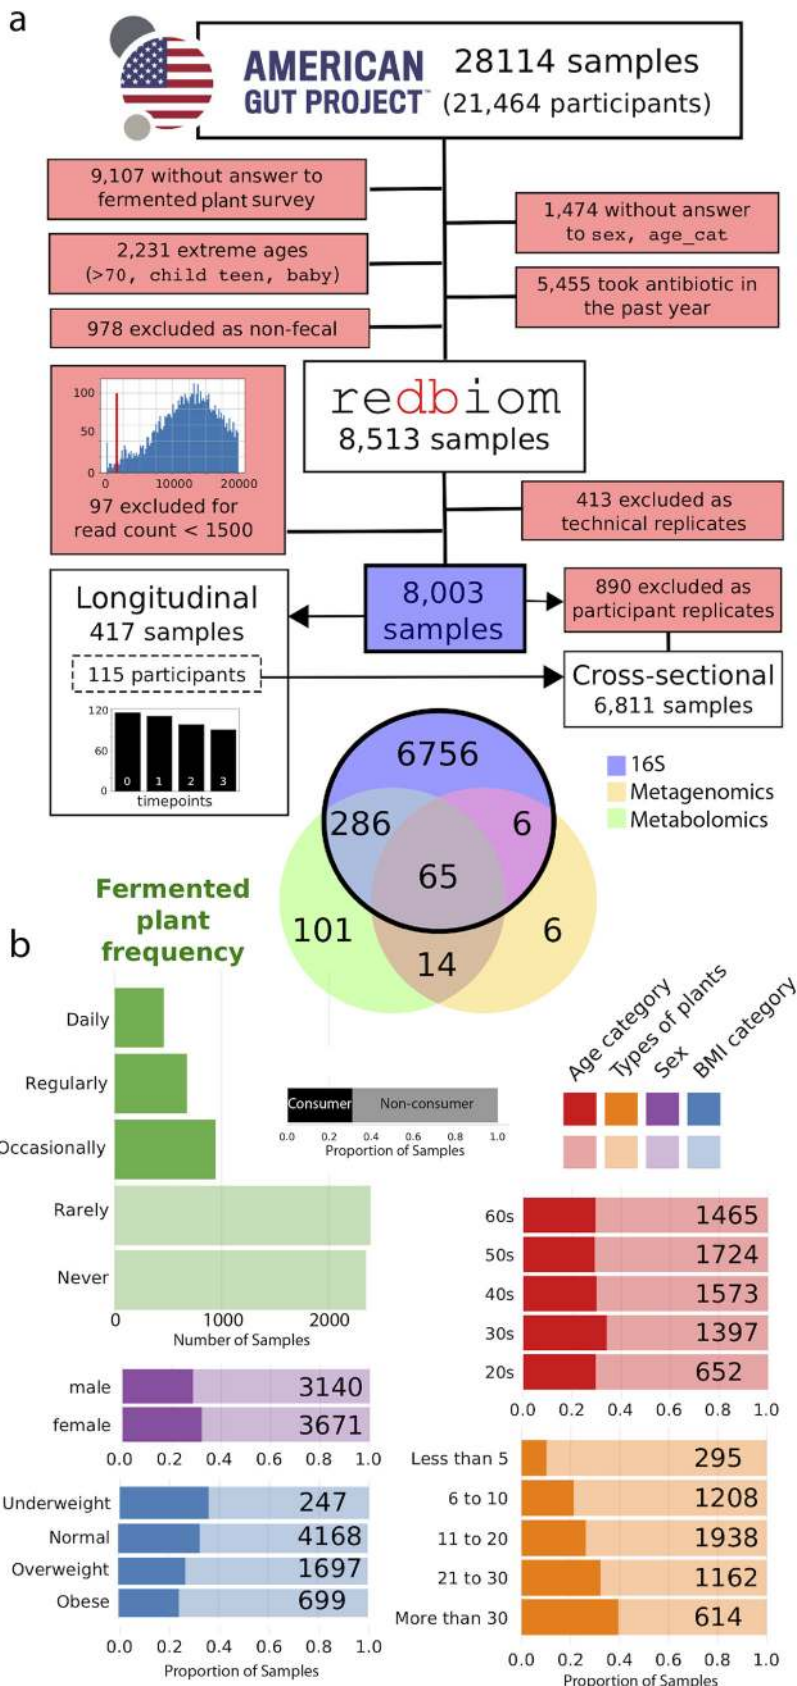 a
AMERICAN
GUT PROJECT™
28114 samples
(21,464 participants)
9,107 without answer to
fermented plant survey
1,474 without answer
to sex, age_cat
2,231 extreme ages
(>70, child teen, baby)
5,455 took antibiotic in
the past year
978 excluded as non-fecal
redbiom
8,513 samples
100
50
0
0 10000 20000
97 excluded for
read count < 1500
413 excluded as
technical replicates
8,003
samples
890 excluded as
participant replicates
Longitudinal
417 samples
115 participants
120
60
0
0 1 2 3
timepoints
Cross-sectional
6,811 samples
6756
286
6
65
101
14
6
16S
Metagenomics
Metabolomics
b
Fermented
plant
frequency
Daily
Regularly
Occasionally
Rarely
Never
0 1000 2000
Number of Samples
Consumer Non-consumer
0.0 0.2 0.4 0.6 0.8 1.0
Proportion of Samples
Age category
Types of plants
Sex
BMI category
60s 1465
50s 1724
40s 1573
30s 1397
20s 652
0.0 0.2 0.4 0.6 0.8 1.0
male 3140
female 3671
0.0 0.2 0.4 0.6 0.8 1.0
Underweight 247
Normal 4168
Overweight 1697
Obese 699
0.0 0.2 0.4 0.6 0.8 1.0
Proportion of Samples
Less than 5 295
6 to 10 1208
11 to 20 1938
21 to 30 1162
More than 30 614
0.0 0.2 0.4 0.6 0.8 1.0
Proportion of Samples